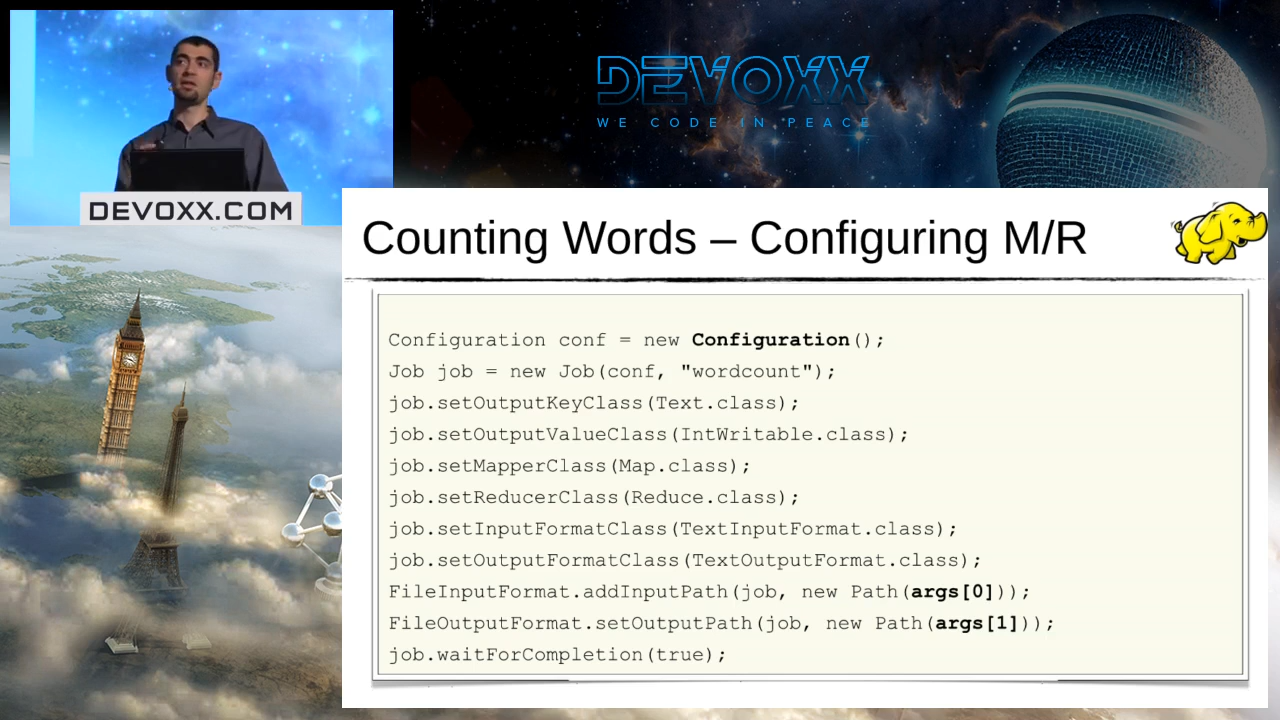 DEVOXX
WE CODE IN PEACE
DEVOXX.COM
Counting Words – Configuring M/R
Configuration conf = new Configuration();
Job job = new Job(conf, "wordcount");
job.setOutputKeyClass(Text.class);
job.setOutputValueClass(IntWritable.class);
job.setMapperClass(Map.class);
job.setReducerClass(Reduce.class);
job.setInputFormatClass(TextInputFormat.class);
job.setOutputFormatClass(TextOutputFormat.class);
FileInputFormat.addInputPath(job, new Path(args[0]));
FileOutputFormat.setOutputPath(job, new Path(args[1]));
job.waitForCompletion(true);